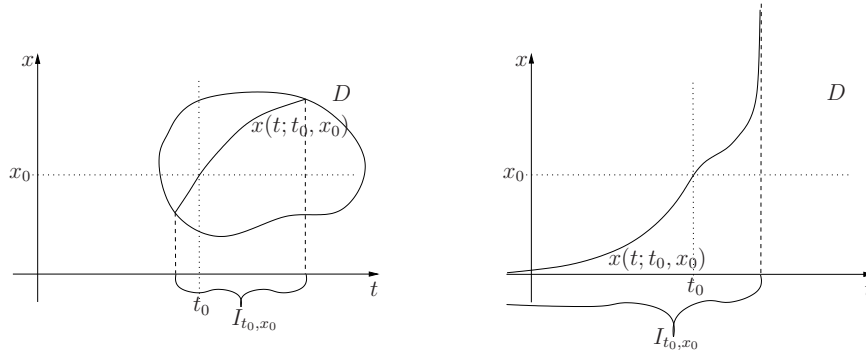 x
D
x(t; t₀, x₀)
x₀
t₀
t
I_{t₀,x₀}
x
D
x₀
x(t; t₀, x₀)
t₀
t
I_{t₀,x₀}